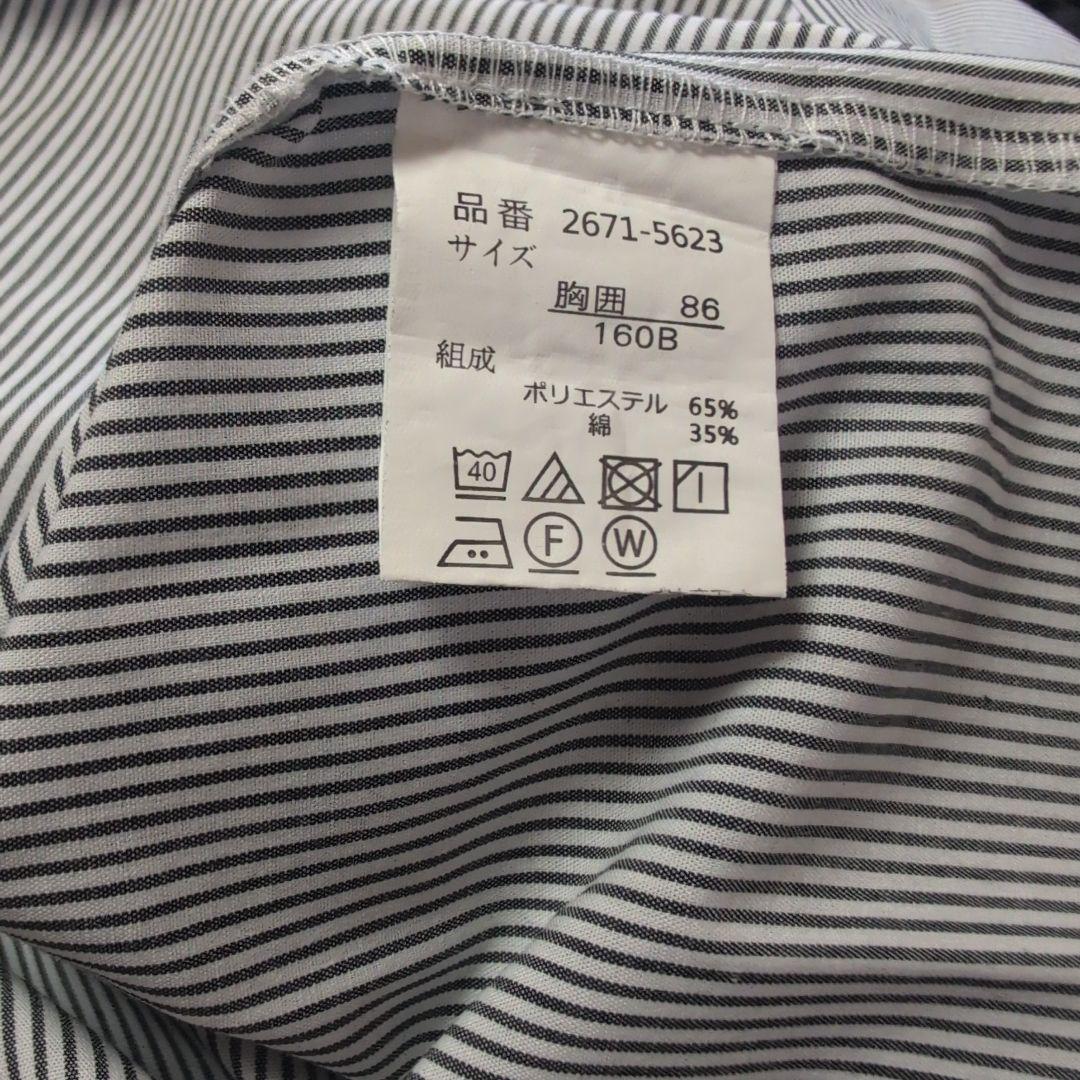 品番 2671-5623
サイズ
胸囲 86
160B
組成
ポリエステル 65%
綿 35%
40
F W